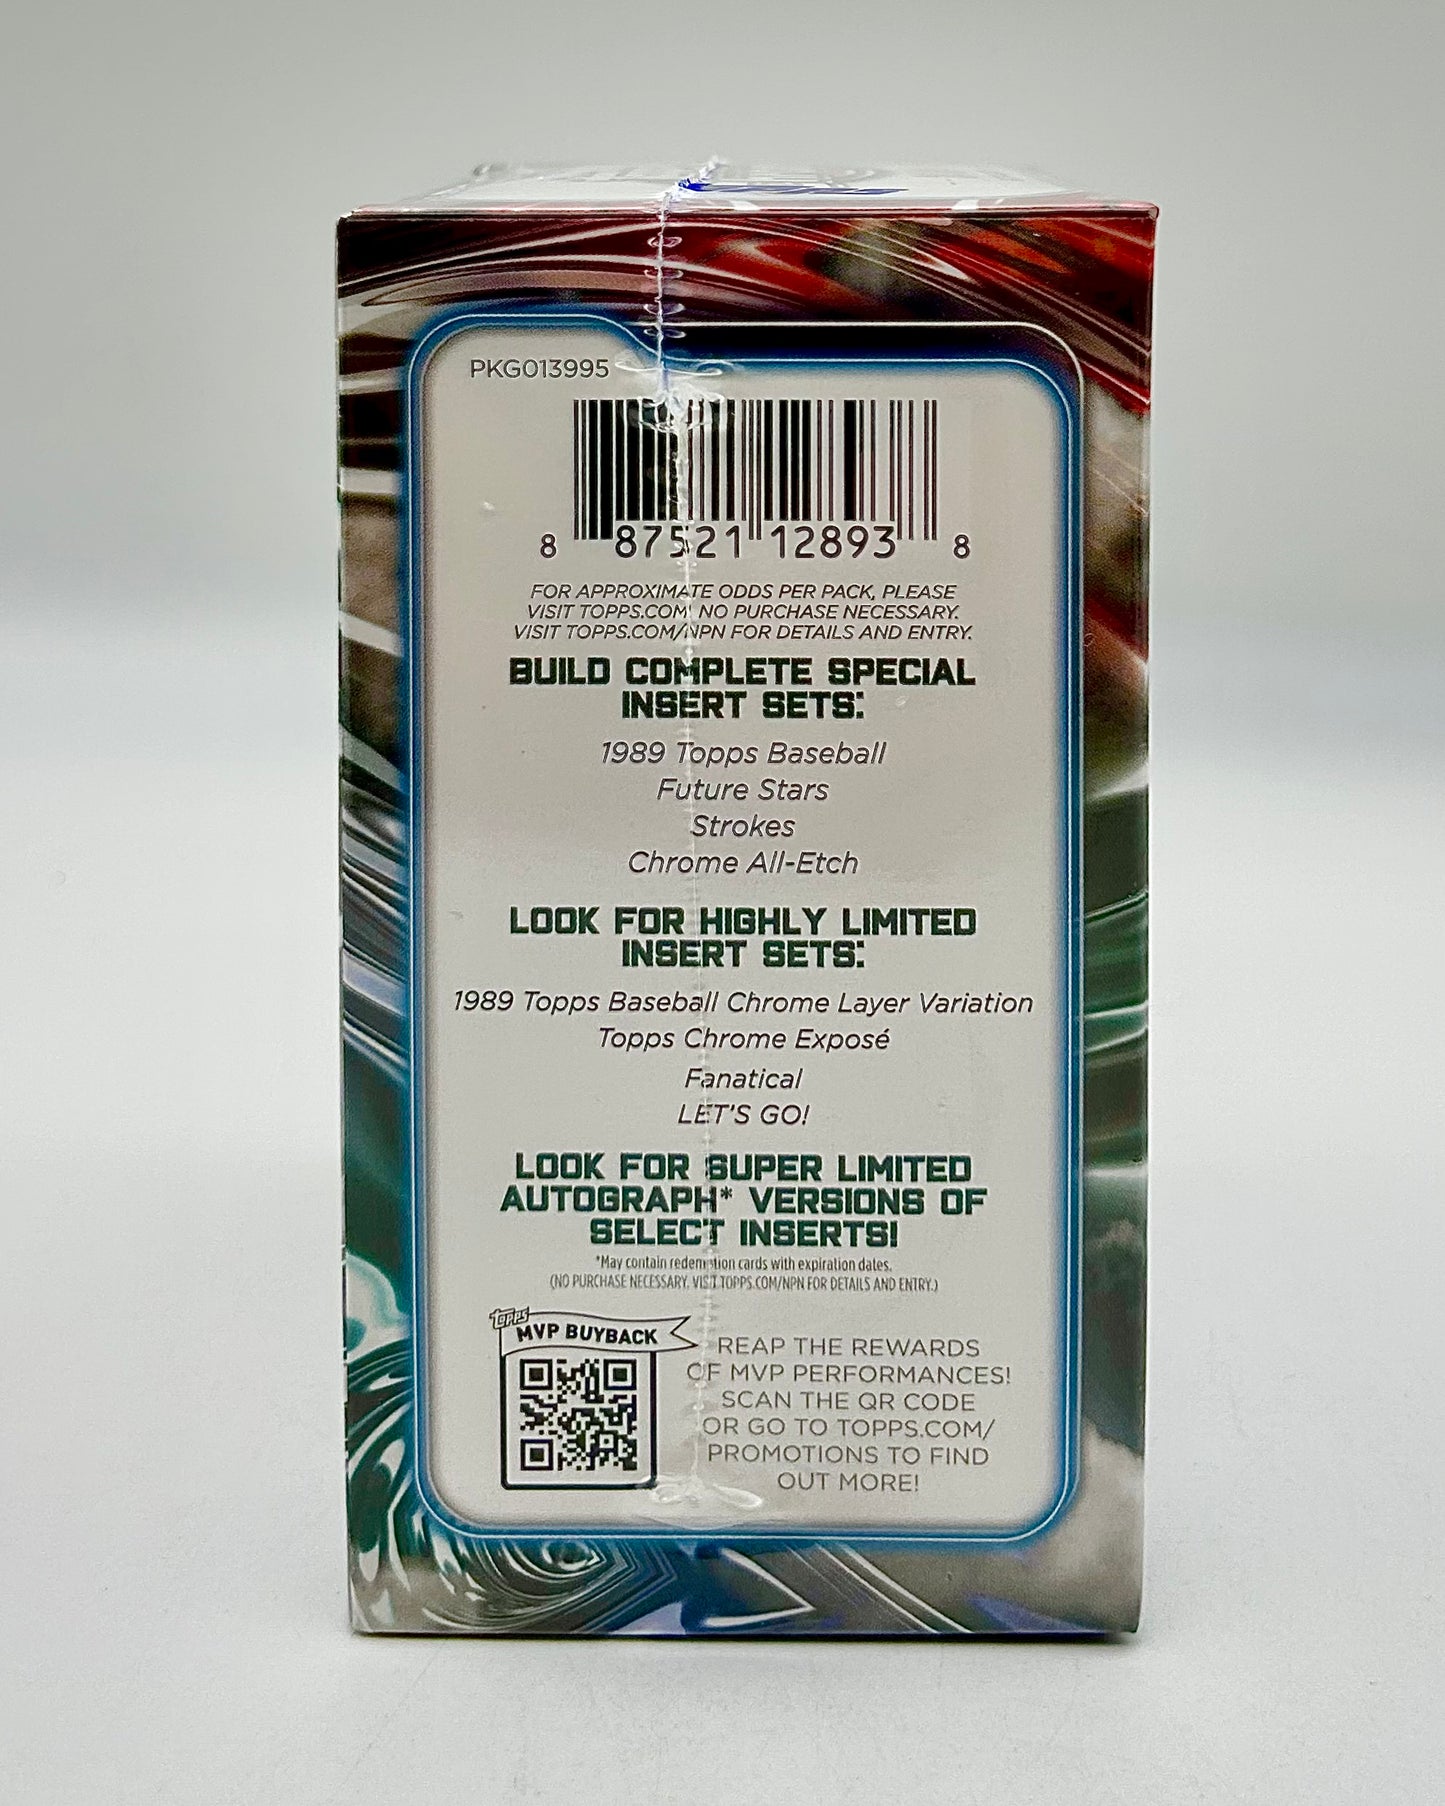 PKG013995
8 87521 12893 8
FOR APPROXIMATE ODDS PER PACK, PLEASE
VISIT TOPPS.COM. NO PURCHASE NECESSARY.
VISIT TOPPS.COM/NPN FOR DETAILS AND ENTRY.
BUILD COMPLETE SPECIAL
INSERT SETS:
1989 Topps Baseball
Future Stars
Strokes
Chrome All-Etch
LOOK FOR HIGHLY LIMITED
INSERT SETS:
1989 Topps Baseball Chrome Layer Variation
Topps Chrome Exposé
Fanatical
LET'S GO!
LOOK FOR SUPER LIMITED
AUTOGRAPH* VERSIONS OF
SELECT INSERTS!
*May contain redemption cards with expiration dates.
(NO PURCHASE NECESSARY. VISIT TOPPS.COM/NPN FOR DETAILS AND ENTRY.)
Topps
MVP BUYBACK
REAP THE REWARDS
OF MVP PERFORMANCES!
SCAN THE QR CODE
OR GO TO TOPPS.COM/
PROMOTIONS TO FIND
OUT MORE!